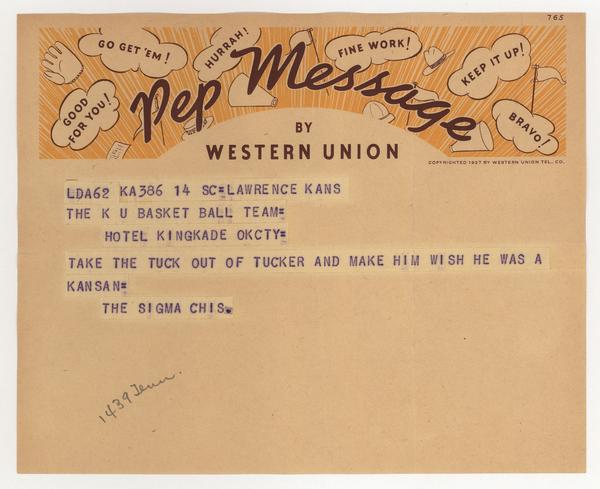 765
GO GET 'EM!
HURRAH!
FINE WORK!
KEEP IT UP!
GOOD FOR YOU!
BRAVO!
Pep Message
BY
WESTERN UNION
COPYRIGHTED 1937 BY WESTERN UNION TEL. CO.
LDA62 KA386 14 SC=LAWRENCE KANS
THE K U BASKET BALL TEAM=
HOTEL KINGKADE OKCTY=
TAKE THE TUCK OUT OF TUCKER AND MAKE HIM WISH HE WAS A
KANSAN=
THE SIGMA CHIS.
1439 Tenn.